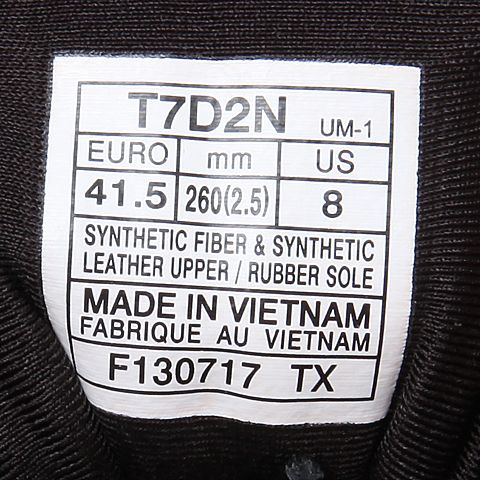 T7D2N UM-1
EURO mm US
41.5 260(2.5) 8
SYNTHETIC FIBER & SYNTHETIC
LEATHER UPPER / RUBBER SOLE
MADE IN VIETNAM
FABRIQUE AU VIETNAM
F130717 TX